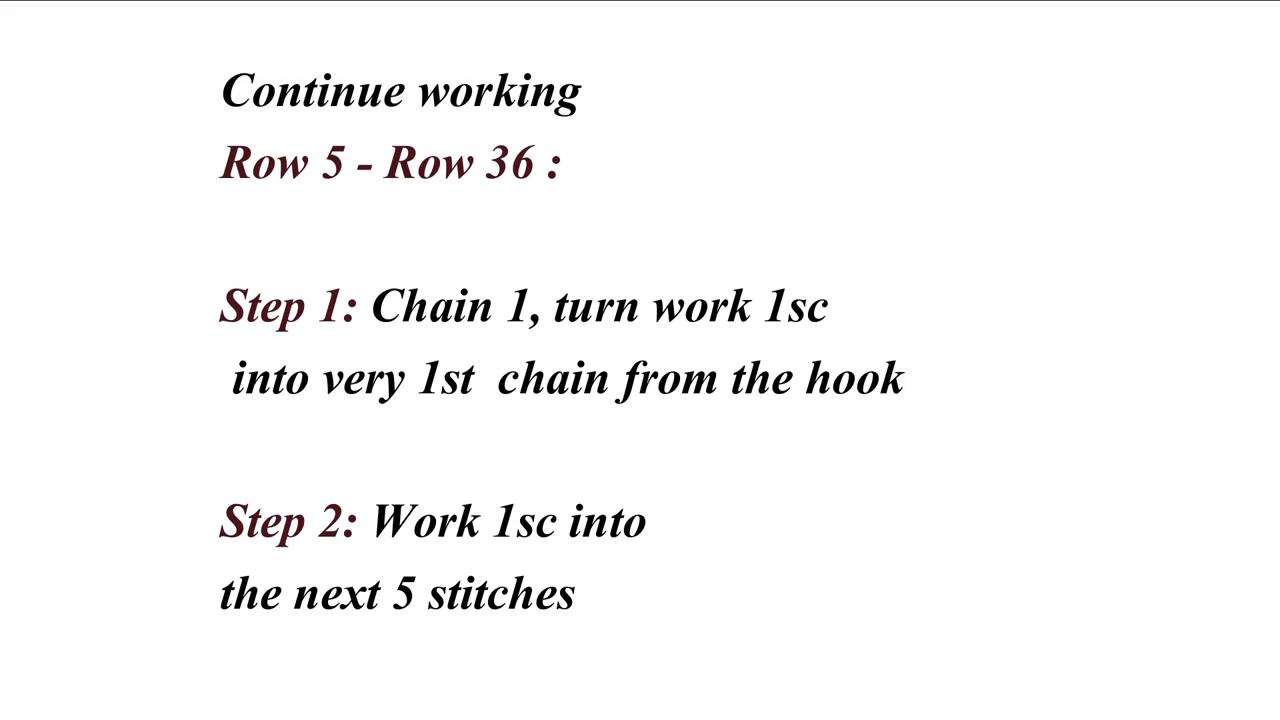 Continue working
Row 5 - Row 36 :
Step 1: Chain 1, turn work 1sc
into very 1st chain from the hook
Step 2: Work 1sc into
the next 5 stitches